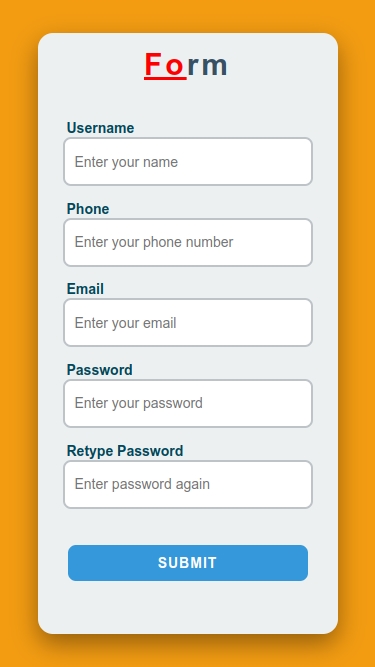 Form
Username
Enter your name
Phone
Enter your phone number
Email
Enter your email
Password
Enter your password
Retype Password
Enter password again
SUBMIT